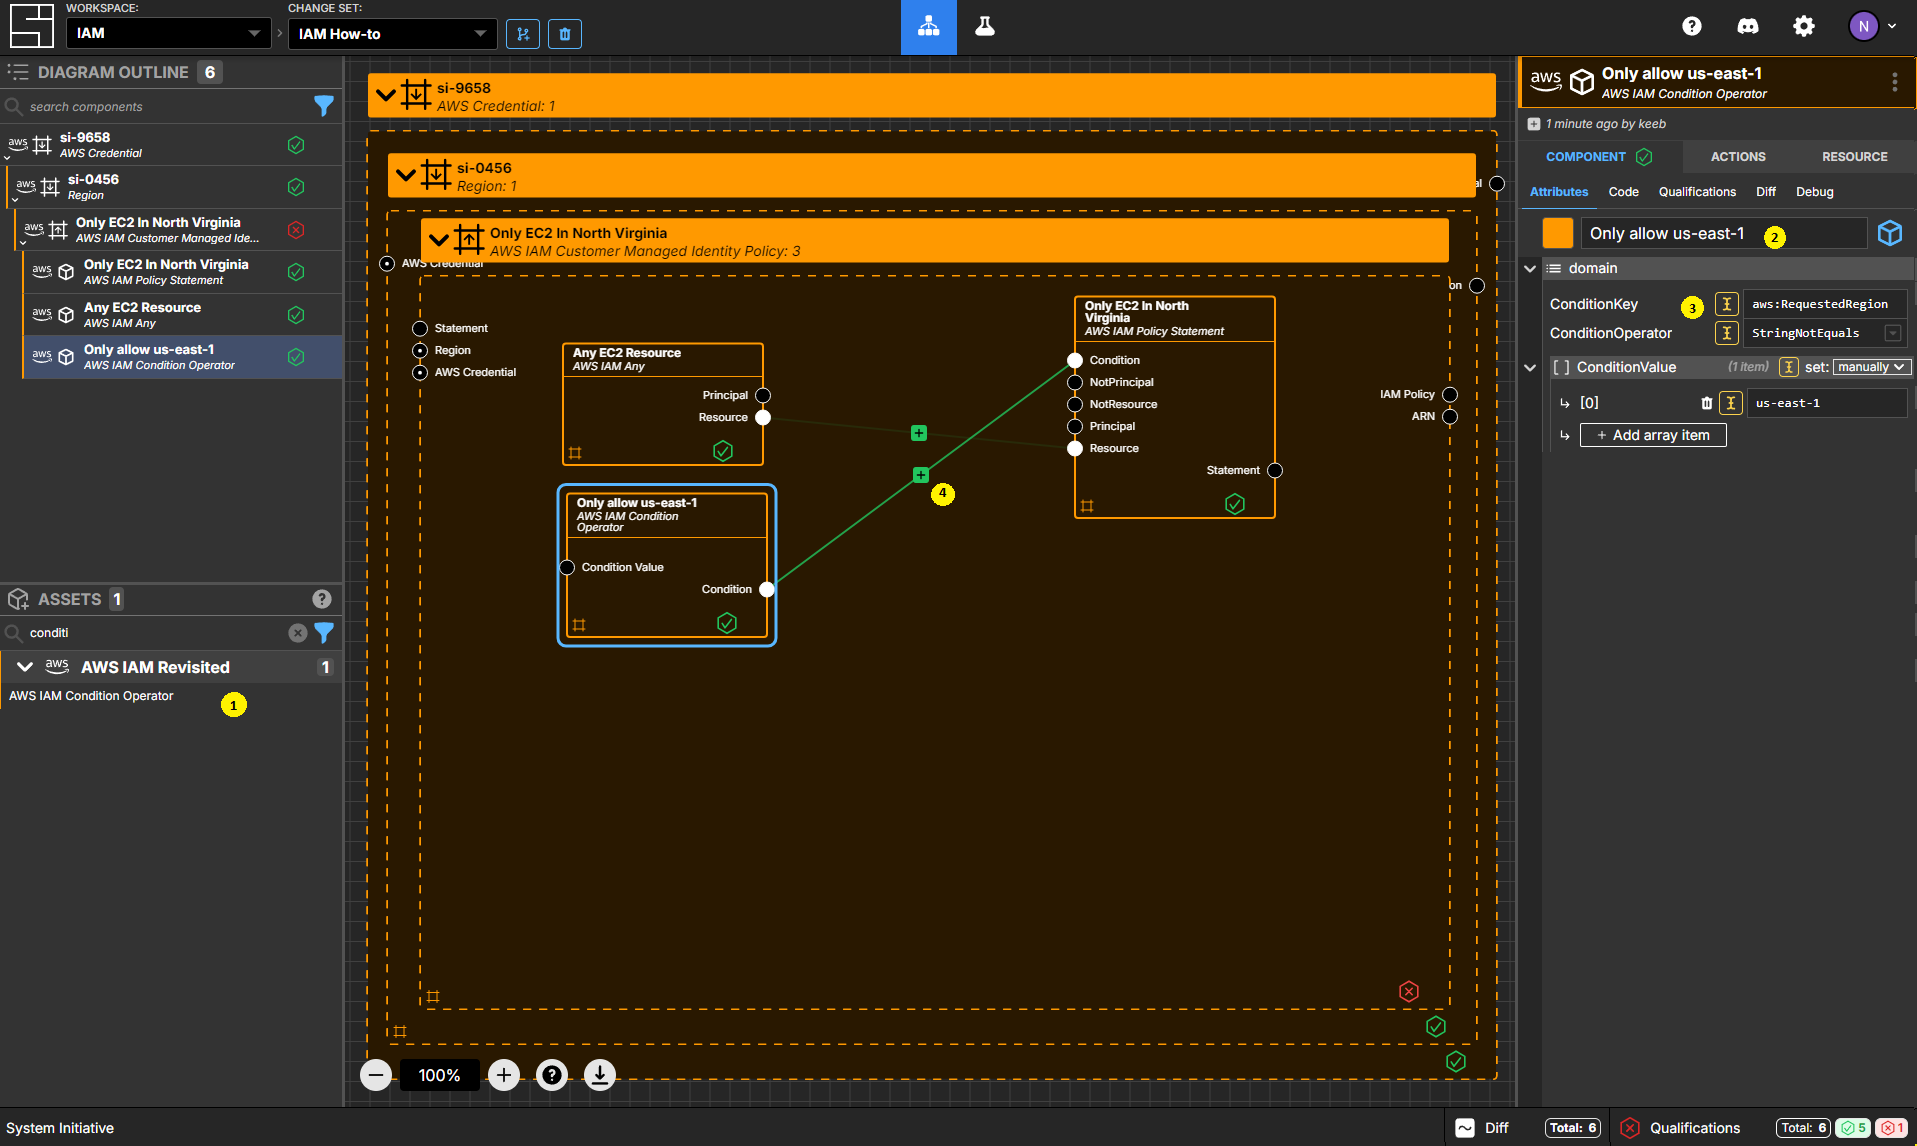 WORKSPACE:
IAM
CHANGE SET:
IAM How-to
N
DIAGRAM OUTLINE 6
search components
aws si-9658
AWS Credential
aws si-0456
Region
aws Only EC2 In North Virginia
AWS IAM Customer Managed Ide...
aws Only EC2 In North Virginia
AWS IAM Policy Statement
aws Any EC2 Resource
AWS IAM Any
aws Only allow us-east-1
AWS IAM Condition Operator
ASSETS 1
conditi
aws AWS IAM Revisited 1
AWS IAM Condition Operator
1
si-9658
AWS Credential: 1
si-0456
Region: 1
al
Only EC2 In North Virginia
AWS IAM Customer Managed Identity Policy: 3
AWS Credential
on
Statement
Region
AWS Credential
Any EC2 Resource
AWS IAM Any
Principal
Resource
Only allow us-east-1
AWS IAM Condition
Operator
Condition Value
Condition
4
Only EC2 In North
Virginia
AWS IAM Policy Statement
Condition
NotPrincipal
NotResource
Principal
Resource
Statement
IAM Policy
ARN
100%
aws Only allow us-east-1
AWS IAM Condition Operator
1 minute ago by keeb
COMPONENT ACTIONS RESOURCE
Attributes Code Qualifications Diff Debug
Only allow us-east-1 2
domain
ConditionKey 3 aws:RequestedRegion
ConditionOperator StringNotEquals
[ ] ConditionValue (1 item) set: manually
[0] us-east-1
+ Add array item
System Initiative
Diff Total: 6 Qualifications Total: 6 5 1